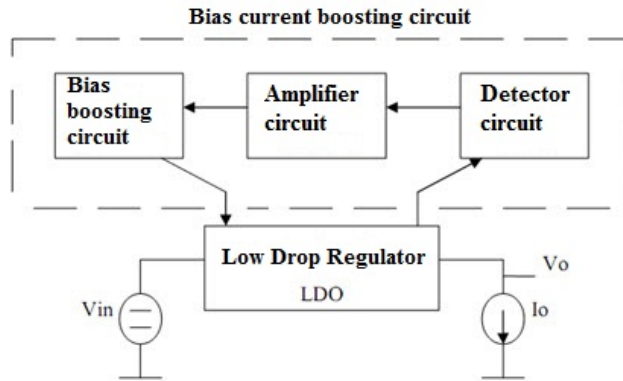 Bias current boosting circuit
Bias
boosting
circuit
Amplifier
circuit
Detector
circuit
Low Drop Regulator
LDO
Vin
Vo
Io